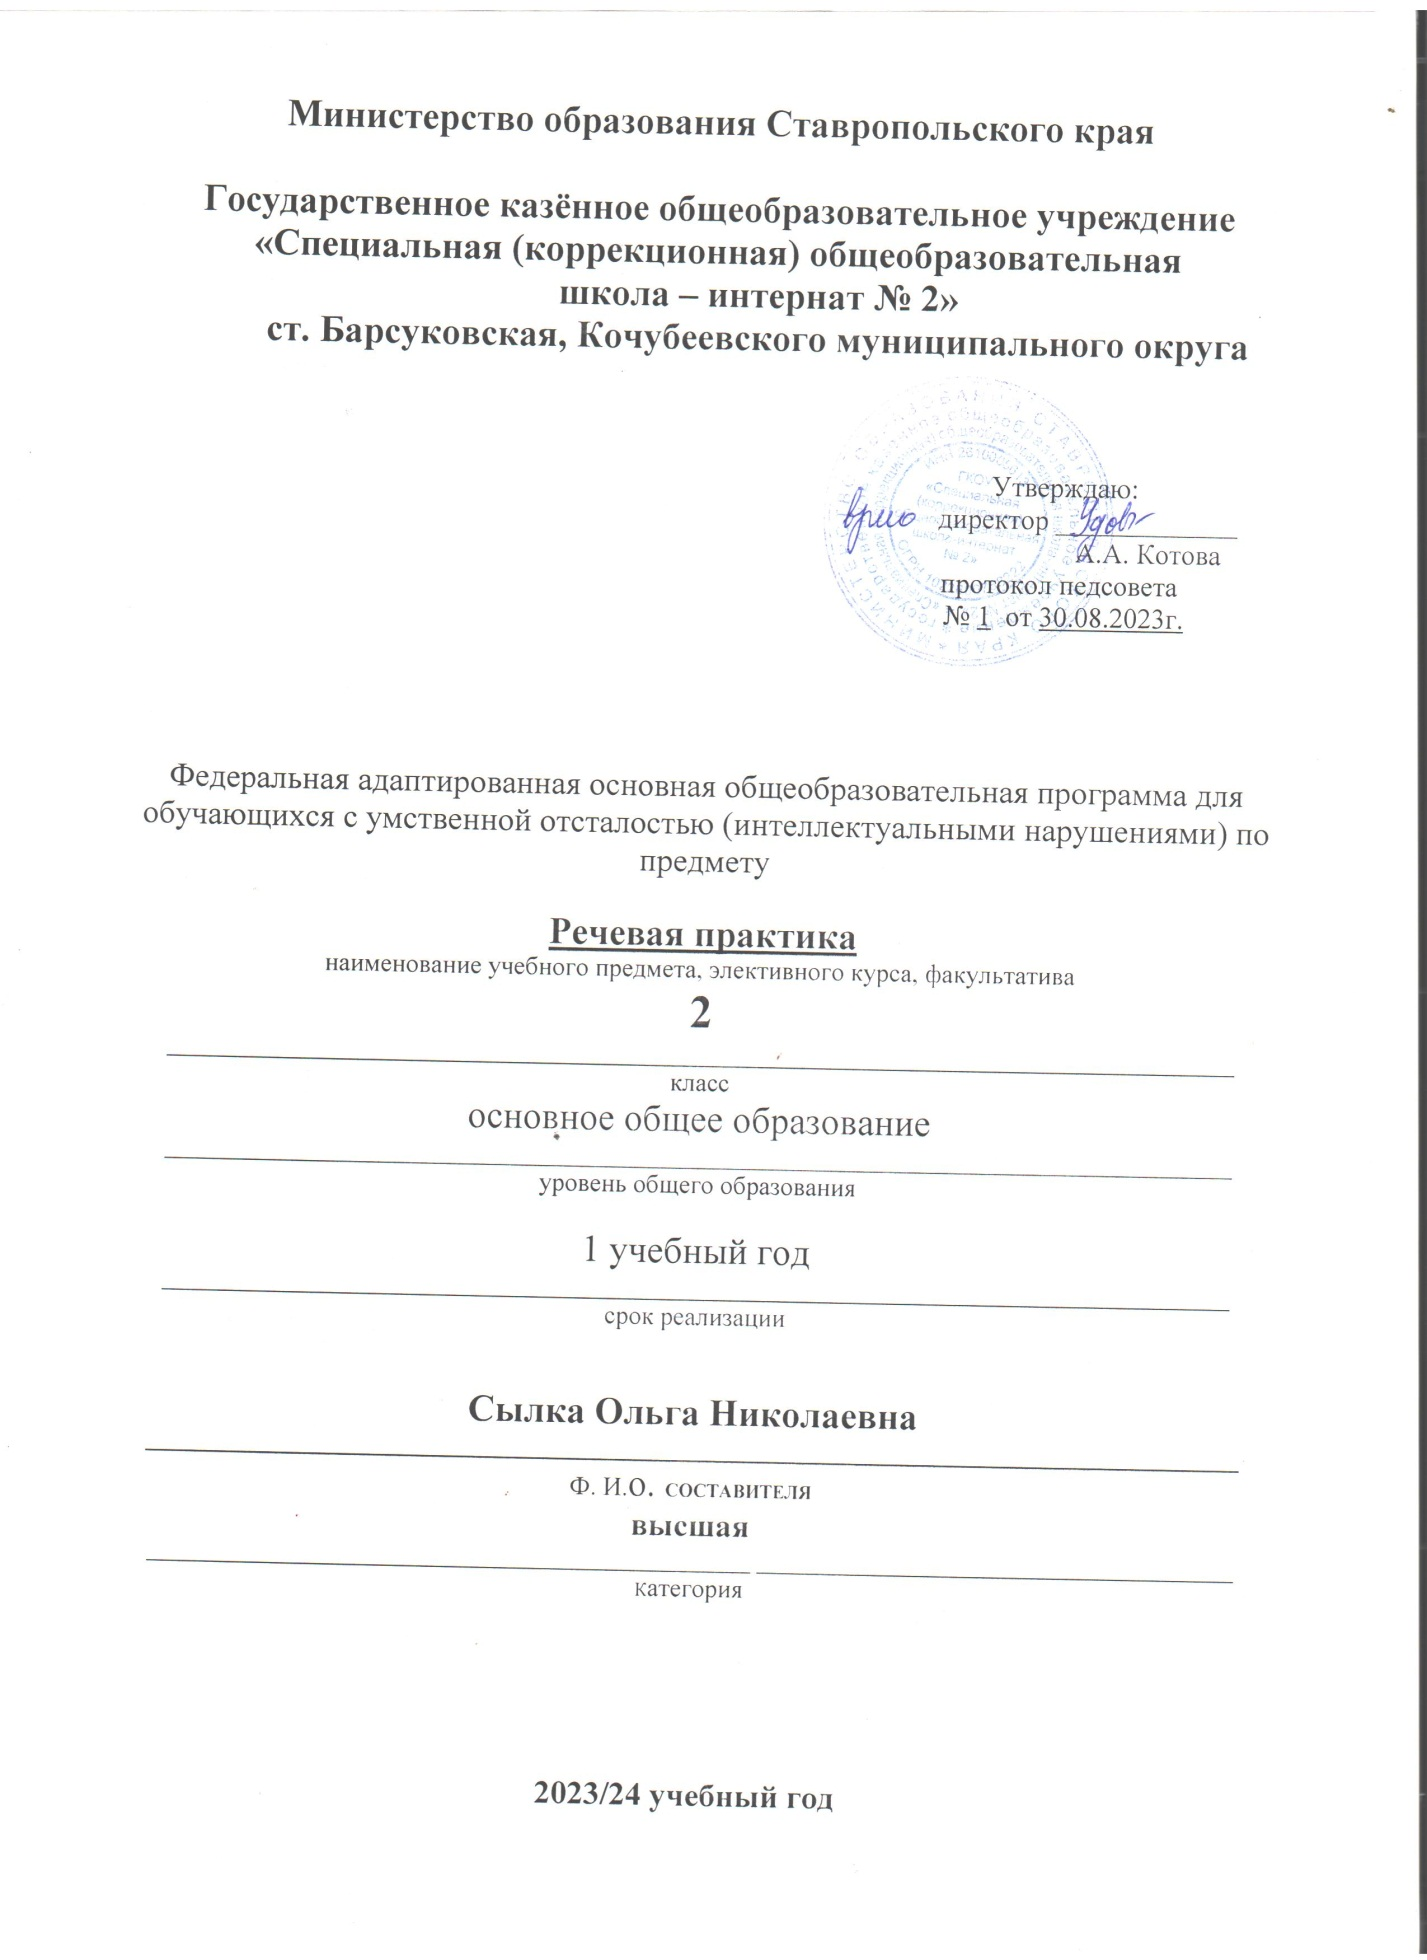 Министерство образования Ставропольского края
Государственное казённое общеобразовательное учреждение
«Специальная (коррекционная) общеобразовательная
школа – интернат № 2»
ст. Барсуковская, Кочубеевского муниципального округа
Утверждаю:
врио директор
А.А. Котова
протокол педсовета
№ 1 от 30.08.2023г.
Федеральная адаптированная основная общеобразовательная программа для
обучающихся с умственной отсталостью (интеллектуальными нарушениями) по
предмету
Речевая практика
наименование учебного предмета, элективного курса, факультатива
2
класс
основное общее образование
уровень общего образования
1 учебный год
срок реализации
Сылка Ольга Николаевна
Ф. И.О. СОСТАВИТЕЛЯ
высшая
категория
2023/24 учебный год